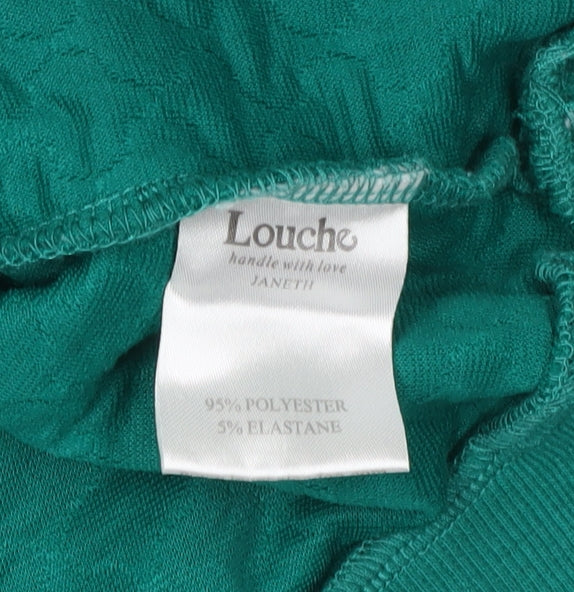 Louche
handle with love
JANETH
95% POLYESTER
5% ELASTANE